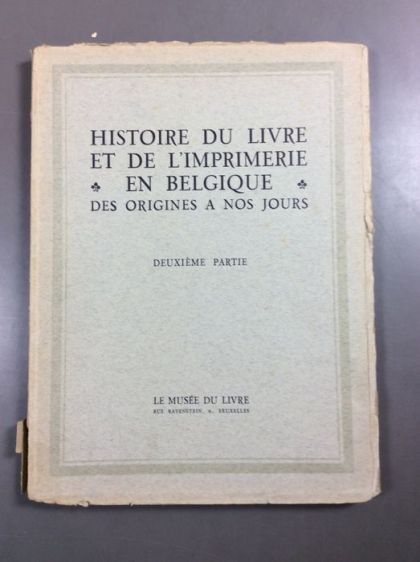 HISTOIRE DU LIVRE
ET DE L'IMPRIMERIE
EN BELGIQUE
DES ORIGINES A NOS JOURS
DEUXIÈME PARTIE
LE MUSÉE DU LIVRE
RUE RAVENSTEIN, BRUXELLES